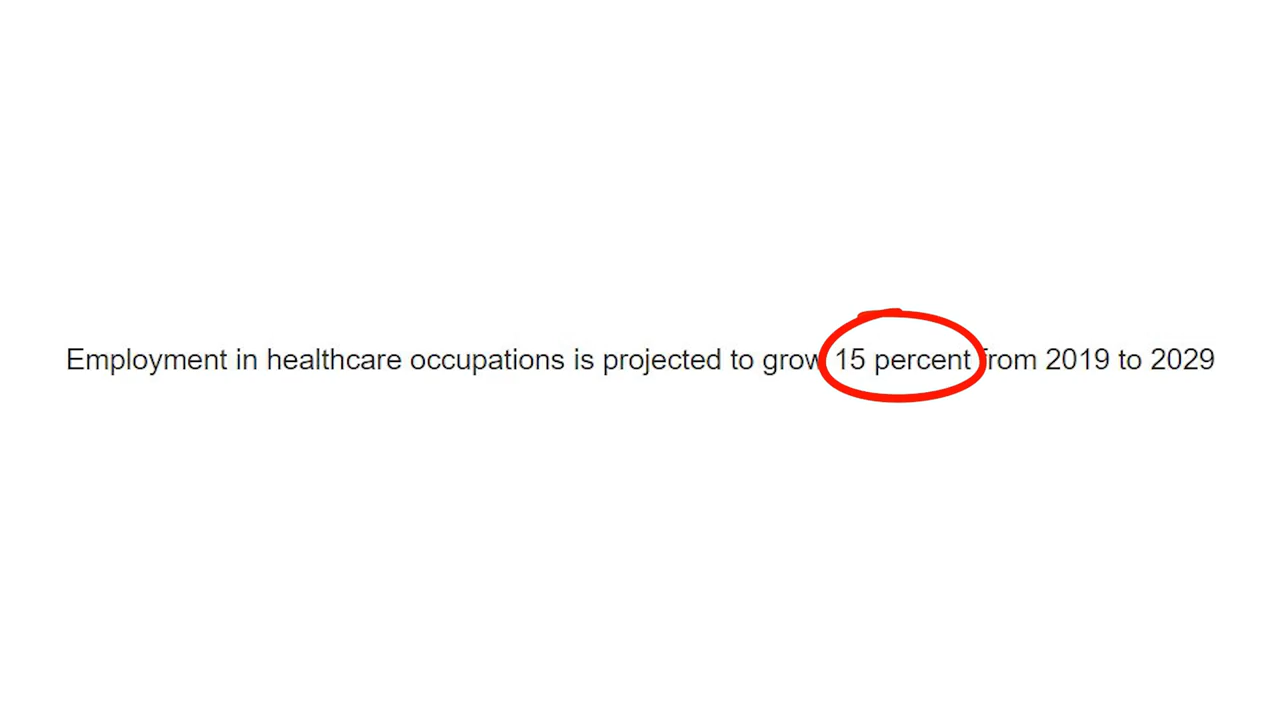 Employment in healthcare occupations is projected to grow 15 percent from 2019 to 2029